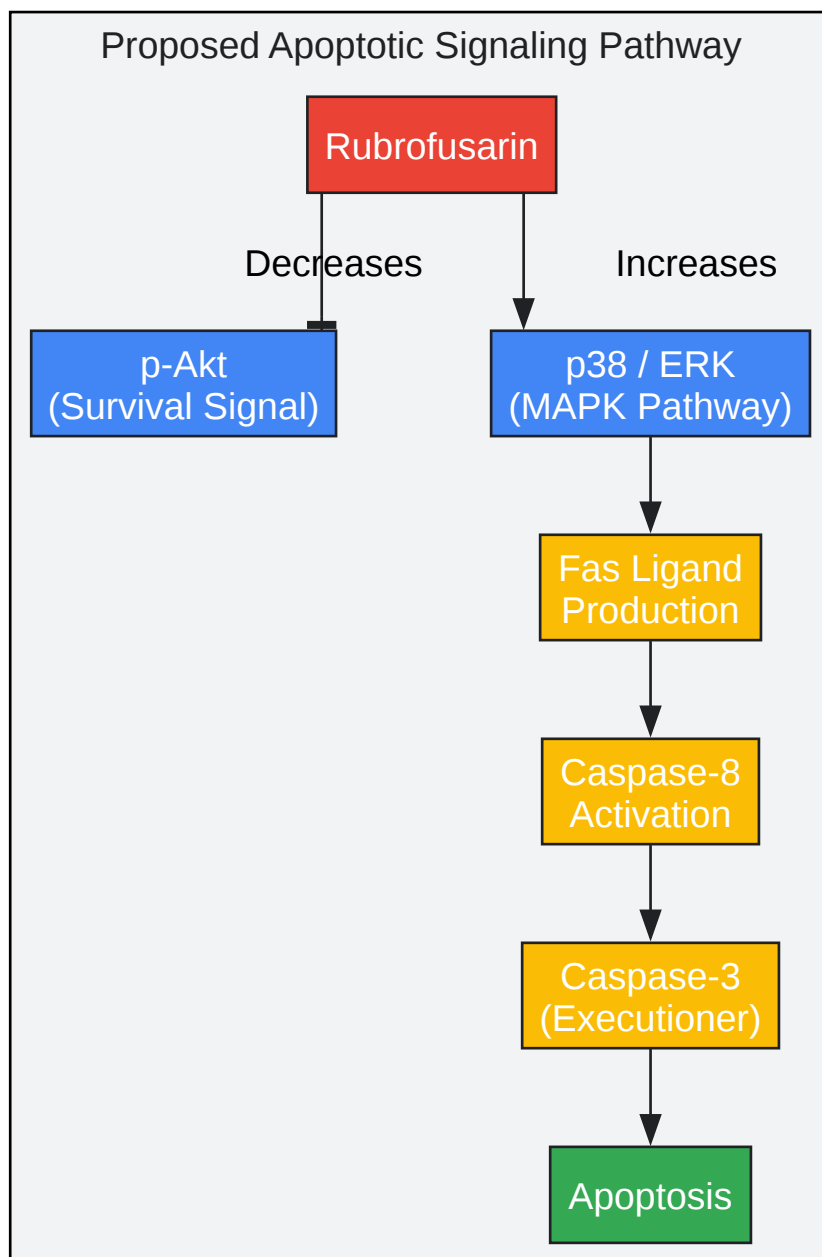 Proposed Apoptotic Signaling Pathway
Rubrofusarin
Decreases
Increases
p-Akt
(Survival Signal)
p38 / ERK
(MAPK Pathway)
Fas Ligand
Production
Caspase-8
Activation
Caspase-3
(Executioner)
Apoptosis